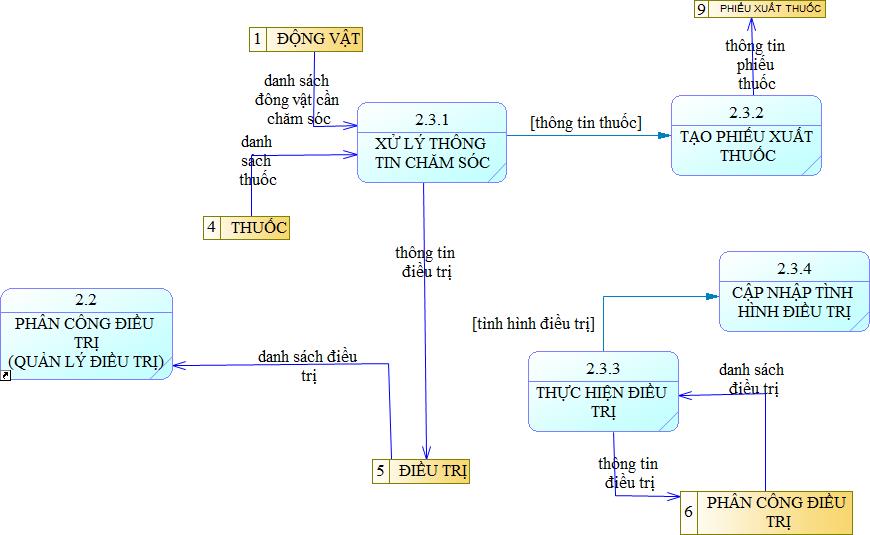 9 PHIẾU XUẤT THUỐC
thông tin
phiếu
thuốc
1 ĐỘNG VẬT
danh sách
đông vật cần
chăm sóc
2.3.1
XỬ LÝ THÔNG
TIN CHĂM SÓC
[thông tin thuốc]
2.3.2
TẠO PHIẾU XUẤT
THUỐC
danh
sách
thuốc
4 THUỐC
thông tin
điều trị
2.2
PHÂN CÔNG ĐIỀU
TRỊ
(QUẢN LÝ ĐIỀU TRỊ)
danh sách điều
trị
5 ĐIỀU TRỊ
2.3.4
CẬP NHẬP TÌNH
HÌNH ĐIỀU TRỊ
[tinh hình điều trị]
2.3.3
THỰC HIỆN ĐIỀU
TRỊ
danh sách
điều trị
thông tin
điều trị
6 PHÂN CÔNG ĐIỀU
TRỊ